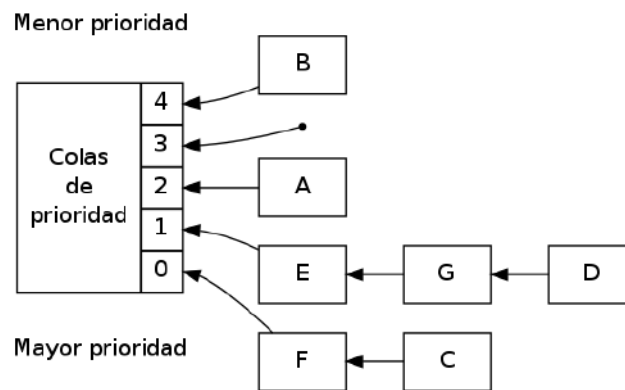 Menor prioridad
B
4
3
Colas
de
prioridad
2
A
1
0
E
G
D
Mayor prioridad
F
C